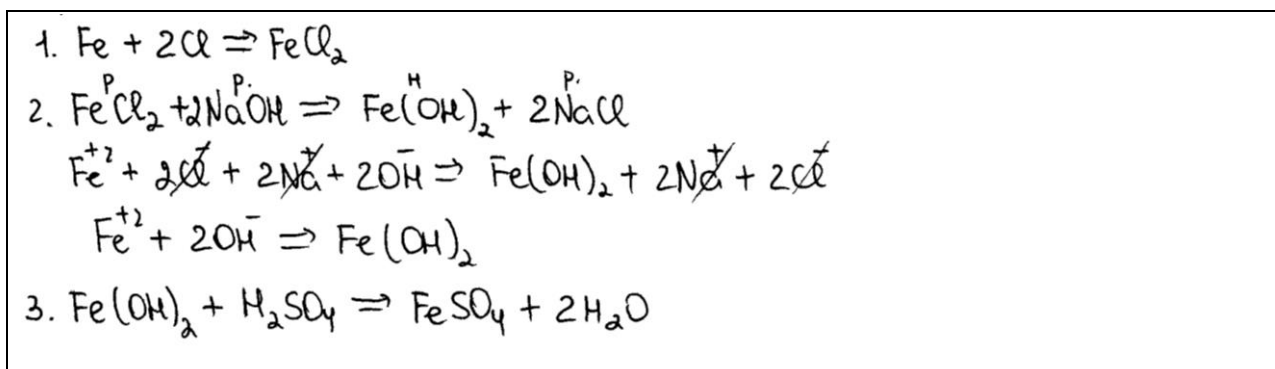 1. Fe + 2Cl ⇒ FeCl₂
Р Р. Н Р.
2. FeCl₂ + 2NaOH ⇒ Fe(OH)₂ + 2NaCl
Fe⁺² + 2Cl⁻ + 2Na⁺ + 2OH⁻ ⇒ Fe(OH)₂ + 2Na⁺ + 2Cl⁻
Fe⁺² + 2OH⁻ ⇒ Fe(OH)₂
3. Fe(OH)₂ + H₂SO₄ ⇒ FeSO₄ + 2H₂O